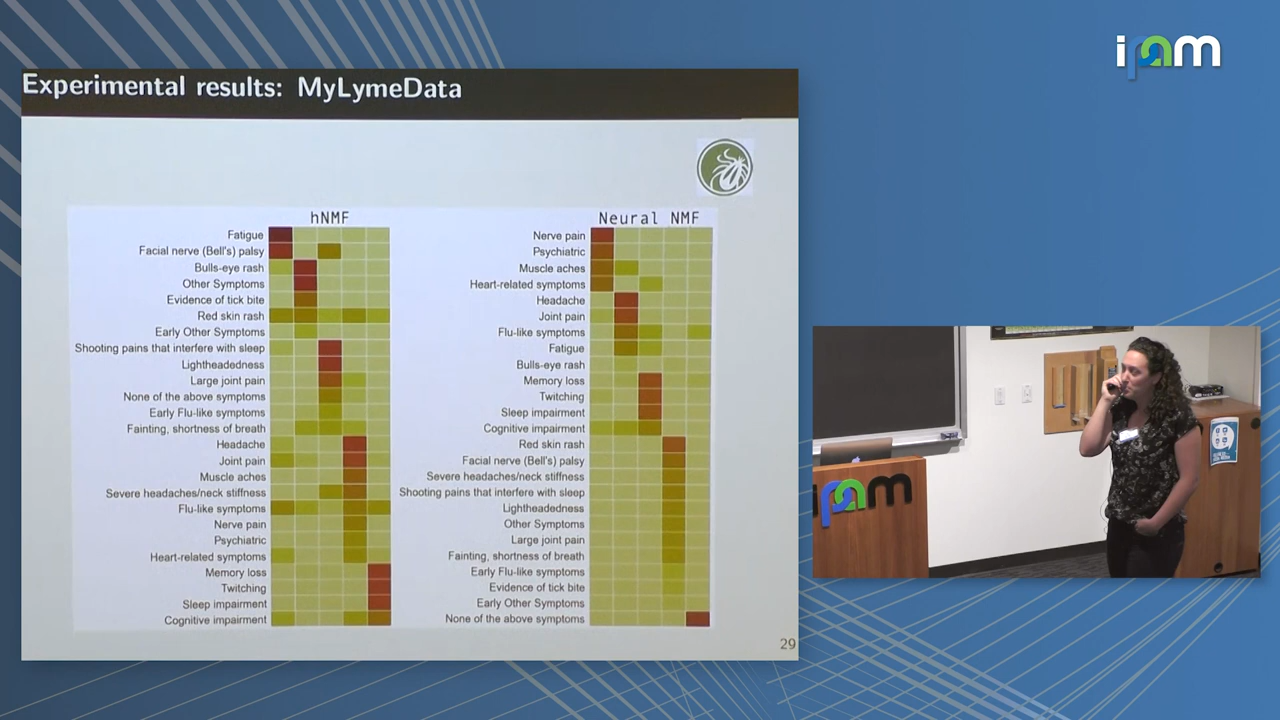 ipam
Experimental results: MyLymeData
hNMF
Fatigue
Facial nerve (Bell's) palsy
Bulls-eye rash
Other Symptoms
Evidence of tick bite
Red skin rash
Early Other Symptoms
Shooting pains that interfere with sleep
Lightheadedness
Large joint pain
None of the above symptoms
Early Flu-like symptoms
Fainting, shortness of breath
Headache
Joint pain
Muscle aches
Severe headaches/neck stiffness
Flu-like symptoms
Nerve pain
Psychiatric
Heart-related symptoms
Memory loss
Twitching
Sleep impairment
Cognitive impairment
Neural NMF
Nerve pain
Psychiatric
Muscle aches
Heart-related symptoms
Headache
Joint pain
Flu-like symptoms
Fatigue
Bulls-eye rash
Memory loss
Twitching
Sleep impairment
Cognitive impairment
Red skin rash
Facial nerve (Bell's) palsy
Severe headaches/neck stiffness
Shooting pains that interfere with sleep
Lightheadedness
Other Symptoms
Large joint pain
Fainting, shortness of breath
Early Flu-like symptoms
Evidence of tick bite
Early Other Symptoms
None of the above symptoms
29
ipam